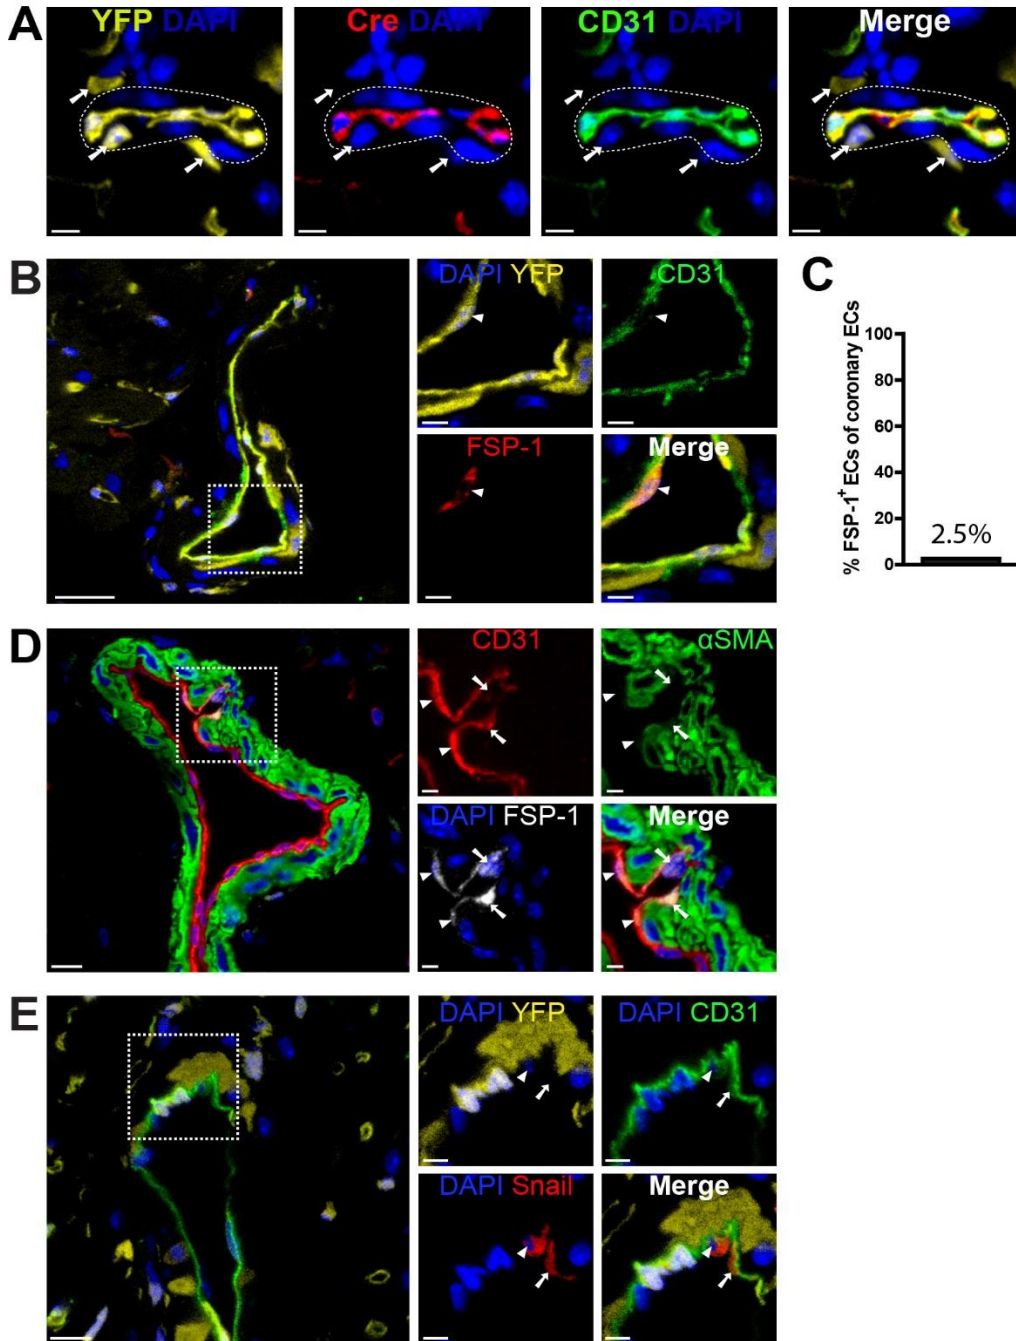 A
YFP DAPI
Cre DAPI
CD31 DAPI
Merge
B
DAPI YFP
CD31
FSP-1
Merge
C
% FSP-1⁺ ECs of coronary ECs
100
80
60
40
20
0
2.5%
D
CD31
αSMA
DAPI FSP-1
Merge
E
DAPI YFP
DAPI CD31
DAPI Snail
Merge